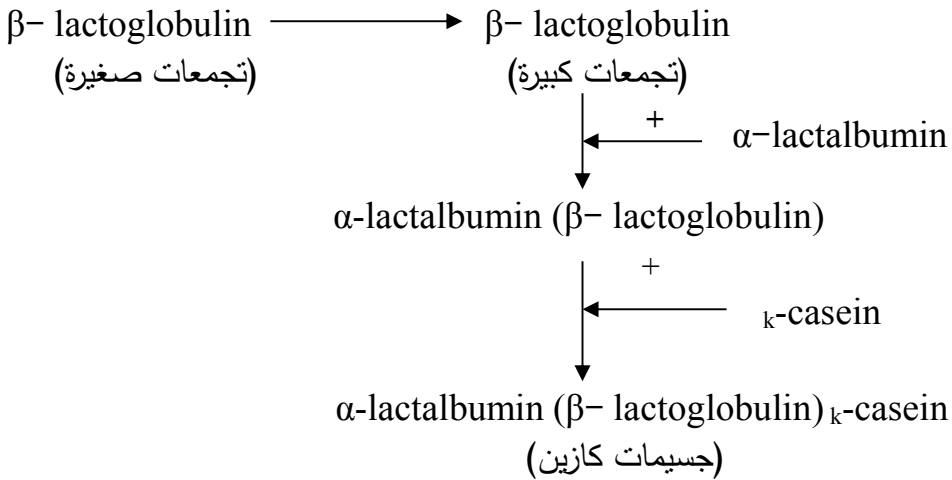 β− lactoglobulin β− lactoglobulin
(تجمعات صغيرة) (تجمعات كبيرة)
+
α−lactalbumin
α-lactalbumin (β− lactoglobulin)
+
k-casein
α-lactalbumin (β− lactoglobulin) k-casein
(جسيمات كازين)